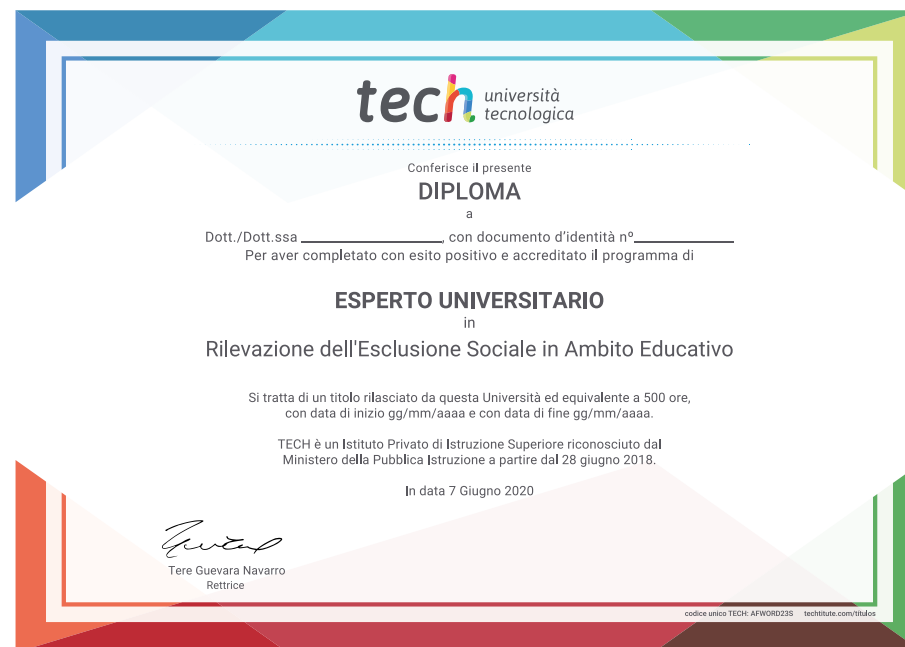 tech università
tecnologica
Conferisce il presente
DIPLOMA
a
Dott./Dott.ssa ____________________, con documento d'identità nº______________
Per aver completato con esito positivo e accreditato il programma di
ESPERTO UNIVERSITARIO
in
Rilevazione dell'Esclusione Sociale in Ambito Educativo
Si tratta di un titolo rilasciato da questa Università ed equivalente a 500 ore,
con data di inizio gg/mm/aaaa e con data di fine gg/mm/aaaa.
TECH è un Istituto Privato di Istruzione Superiore riconosciuto dal
Ministero della Pubblica Istruzione a partire dal 28 giugno 2018.
In data 7 Giugno 2020
Tere Guevara Navarro
Rettrice
codice unico TECH: AFWORD23S techtitute.com/titulos